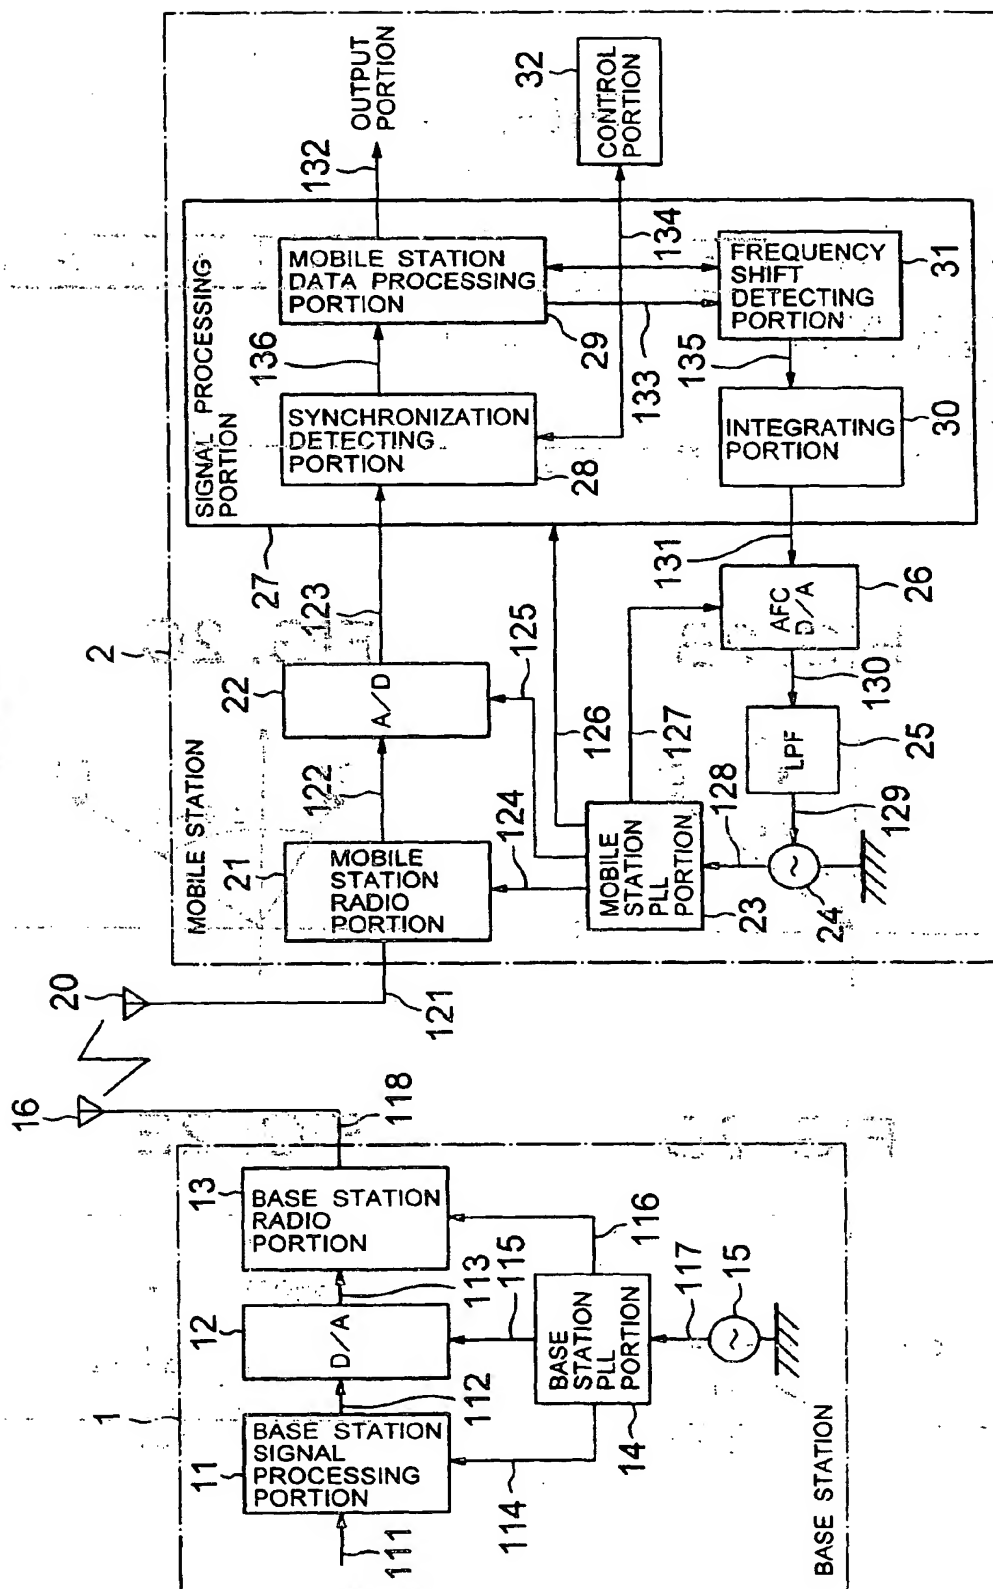 1
BASE STATION
11
BASE STATION
SIGNAL
PROCESSING
PORTION
111
112
12
D/A
113
13
BASE STATION
RADIO
PORTION
114
115
116
14
BASE
STATION
PLL
PORTION
117
15
118
16
20
2
MOBILE STATION
121
21
MOBILE
STATION
RADIO
PORTION
122
22
A/D
123
124
125
126
127
23
MOBILE
STATION
PLL
PORTION
128
24
129
25
LPF
130
26
AFC
D/A
131
27
SIGNAL PROCESSING
PORTION
28
SYNCHRONIZATION
DETECTING
PORTION
136
29
MOBILE STATION
DATA PROCESSING
PORTION
132
OUTPUT
PORTION
133
134
31
FREQUENCY
SHIFT
DETECTING
PORTION
135
30
INTEGRATING
PORTION
32
CONTROL
PORTION